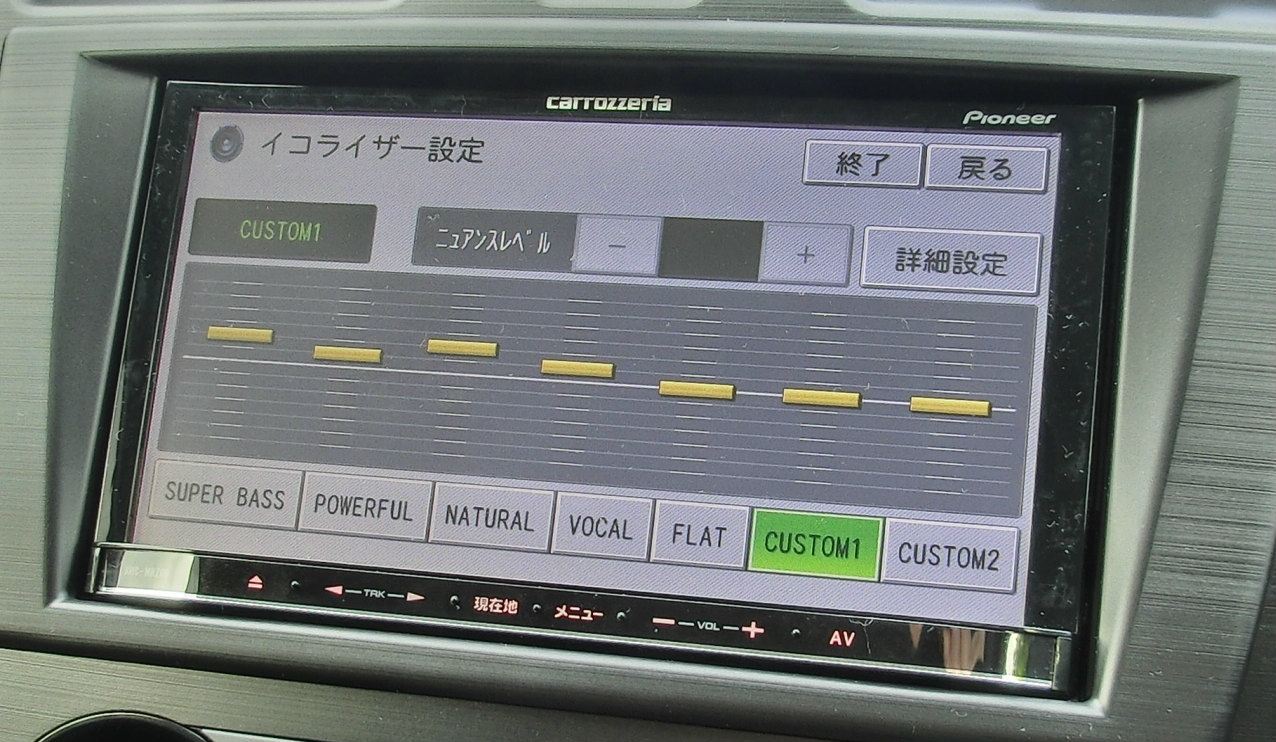 carrozzeria
Pioneer
イコライザー設定
終了
戻る
CUSTOM1
ニュアンスレベル
−
+
詳細設定
SUPER BASS
POWERFUL
NATURAL
VOCAL
FLAT
CUSTOM1
CUSTOM2
TRK
現在地
メニュー
− VOL +
AV